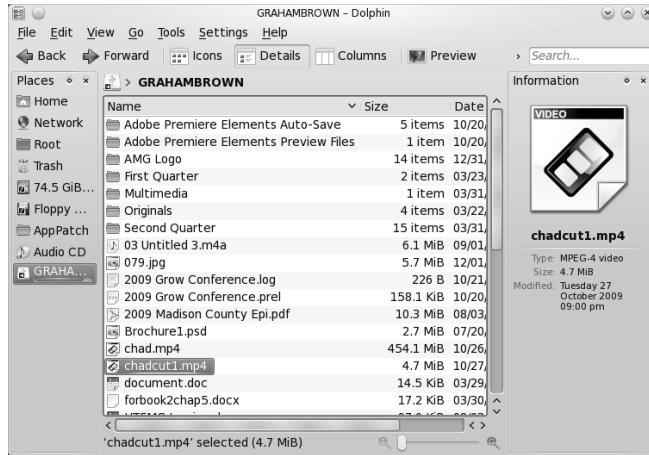 GRAHAMBROWN – Dolphin
File Edit View Go Tools Settings Help
Back Forward Icons Details Columns Preview Search...
Places
Home
Network
Root
Trash
74.5 GiB...
Floppy ...
AppPatch
Audio CD
GRAHA...
> GRAHAMBROWN
Name Size Date
Adobe Premiere Elements Auto-Save 5 items 10/20/
Adobe Premiere Elements Preview Files 1 item 10/20/
AMG Logo 14 items 12/31/
First Quarter 2 items 03/23/
Multimedia 1 item 03/31/
Originals 4 items 03/22/
Second Quarter 15 items 03/31/
03 Untitled 3.m4a 6.1 MiB 09/01/
079.jpg 5.7 MiB 12/01/
2009 Grow Conference.log 226 B 10/21/
2009 Grow Conference.prel 158.1 KiB 10/20/
2009 Madison County Epi.pdf 10.3 MiB 08/03/
Brochure1.psd 2.7 MiB 07/20/
chad.mp4 454.1 MiB 10/26/
chadcut1.mp4 4.7 MiB 10/27/
document.doc 14.5 KiB 03/29/
forbook2chap5.docx 17.2 KiB 03/30/
'chadcut1.mp4' selected (4.7 MiB)
Information
VIDEO
chadcut1.mp4
Type: MPEG-4 video
Size: 4.7 MiB
Modified: Tuesday 27
October 2009
09:00 pm